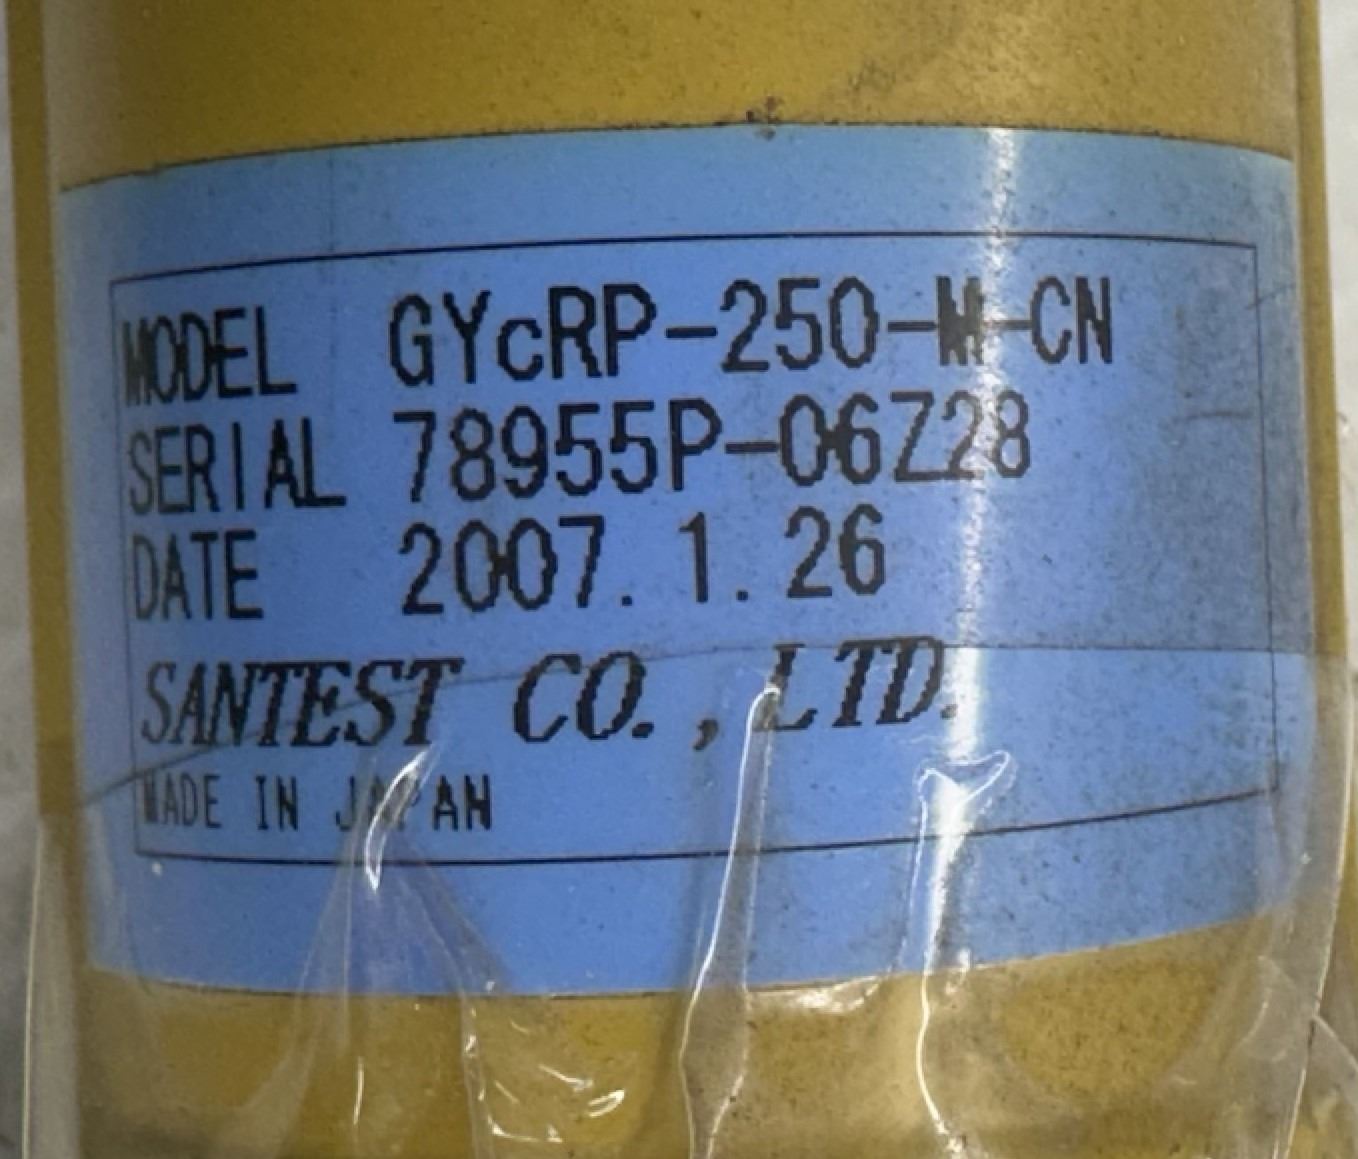 MODEL GYcRP-250-M-CN
SERIAL 78955P-06Z28
DATE 2007. 1. 26
SANTEST CO. , LTD.
MADE IN JAPAN